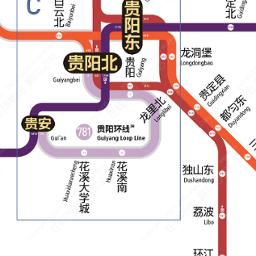 C
白云北
贵阳东
定北
贵阳北
Guiyangbei
贵阳
Guiyang
龙洞堡
Longdongbao
贵定县
Guidingxian
都匀东
Duyundong
龙里北
Longlibei
贵安
Gui'an
781
贵阳环线
Guiyang Loop Line
花溪大学城
Huaxidaxuecheng
花溪南
Huaxinan
独山东
Dushandong
荔波
Libo
环江